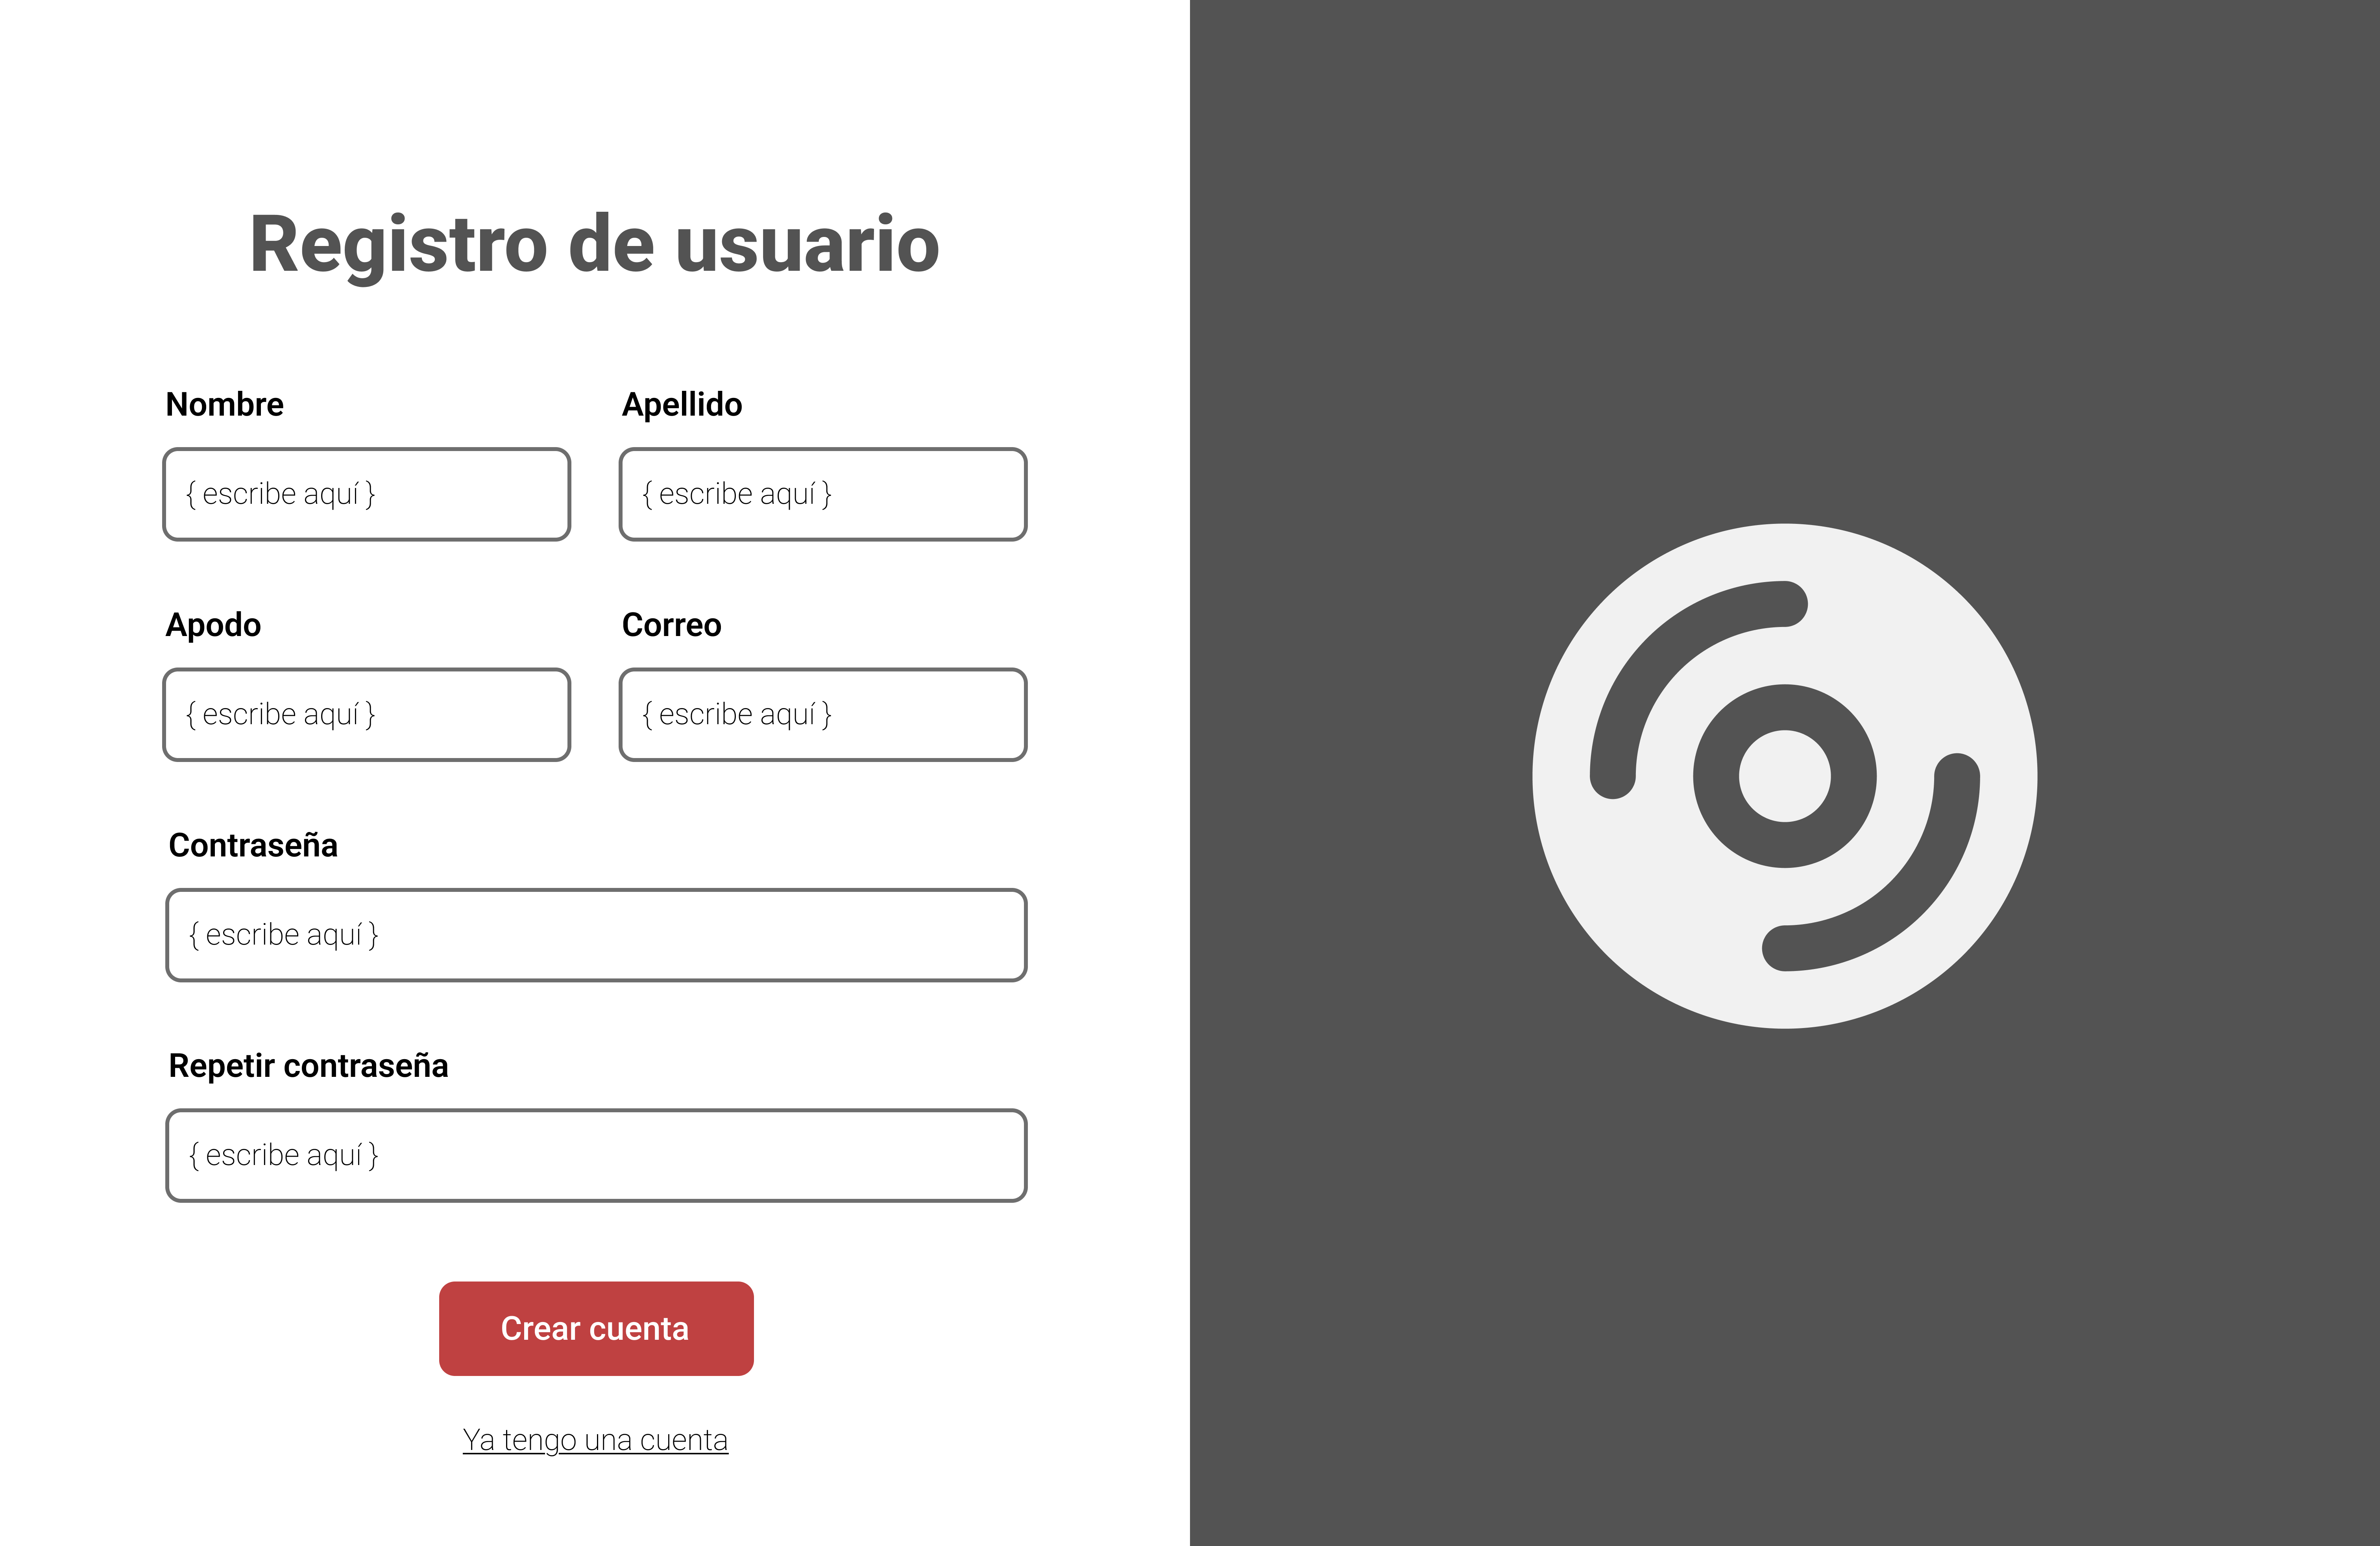 Registro de usuario
Nombre
Apellido
{ escribe aquí }
{ escribe aquí }
Apodo
Correo
{ escribe aquí }
{ escribe aquí }
Contraseña
{ escribe aquí }
Repetir contraseña
{ escribe aquí }
Crear cuenta
Ya tengo una cuenta